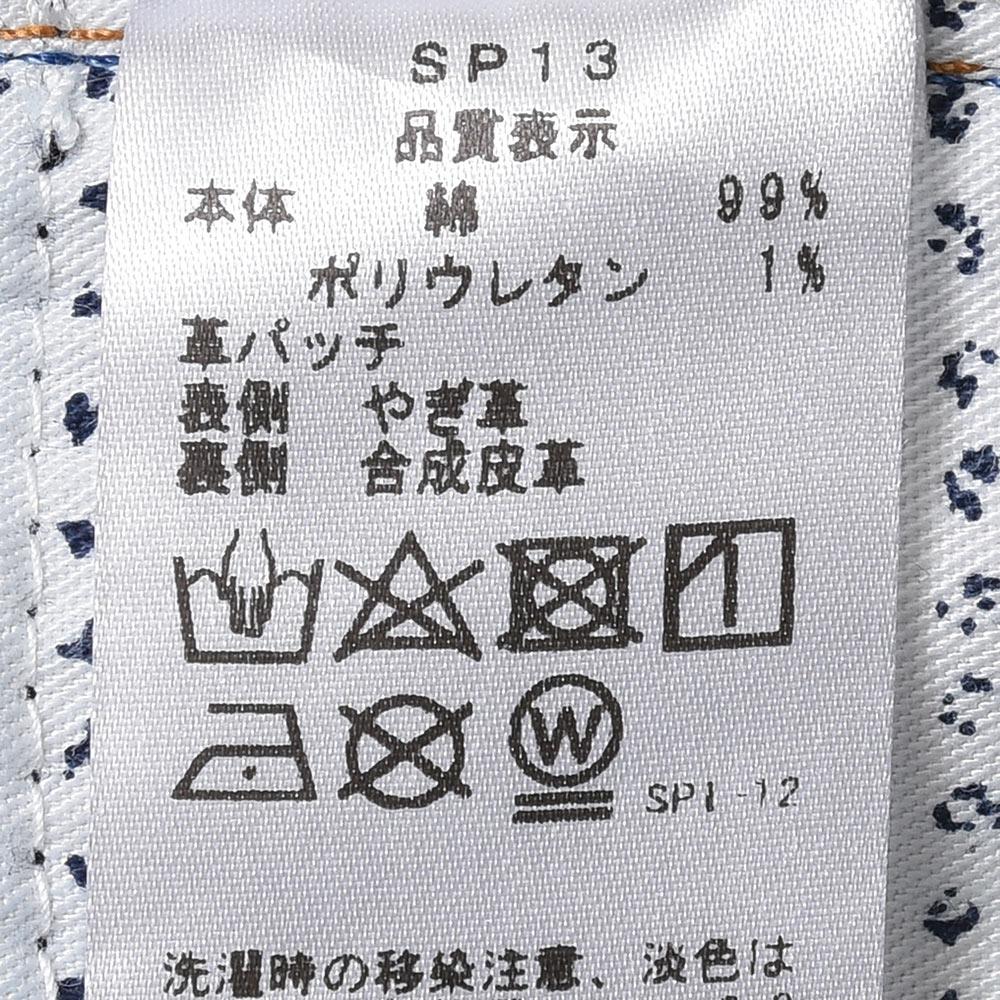 SP13
品質表示
本体 綿 99%
ポリウレタン 1%
革パッチ
表側 やぎ革
裏側 合成皮革
W
SP1-12
洗濯時の移染注意、淡色は